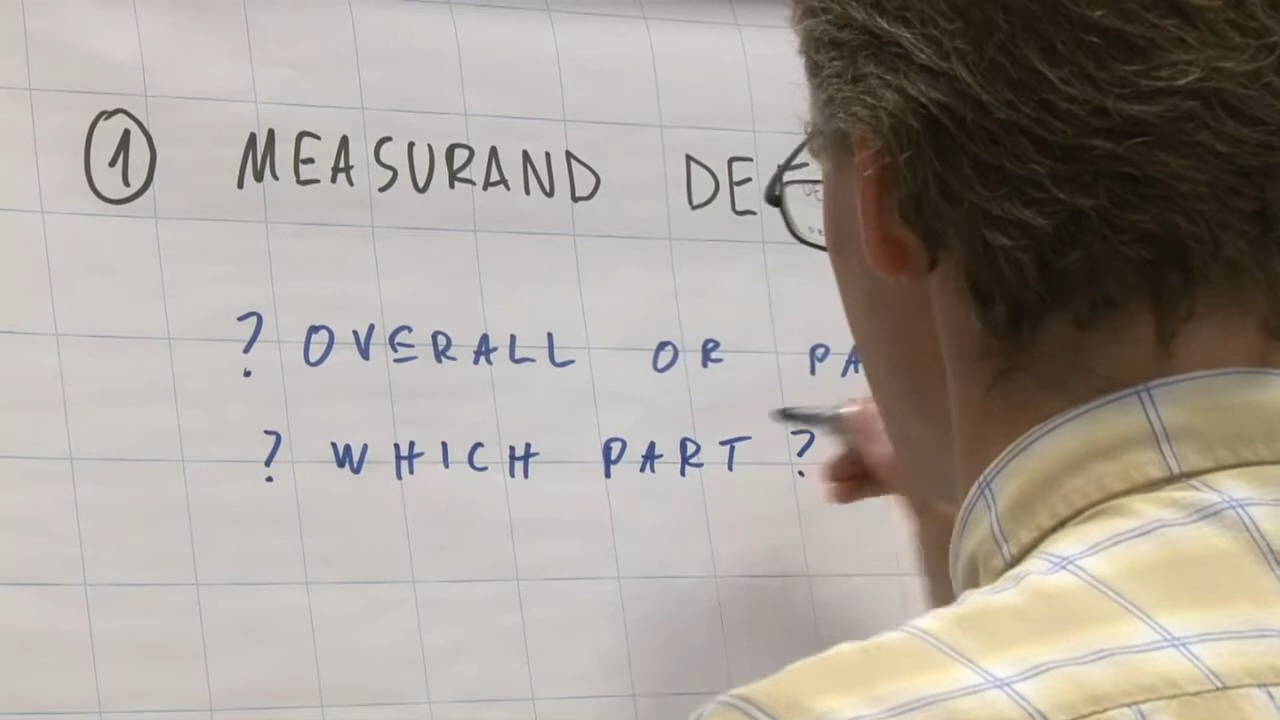 1 MEASURAND DE
? OVERALL OR PA
? WHICH PART ?